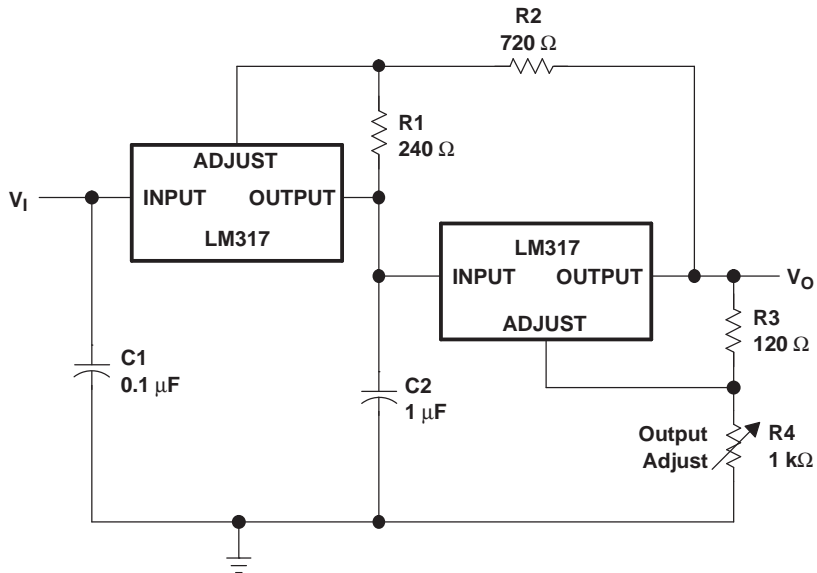 R2
720 Ω
R1
240 Ω
ADJUST
V_I
INPUT OUTPUT
LM317
LM317
INPUT OUTPUT
V_O
ADJUST
R3
120 Ω
C1
0.1 μF
C2
1 μF
Output
Adjust
R4
1 kΩ